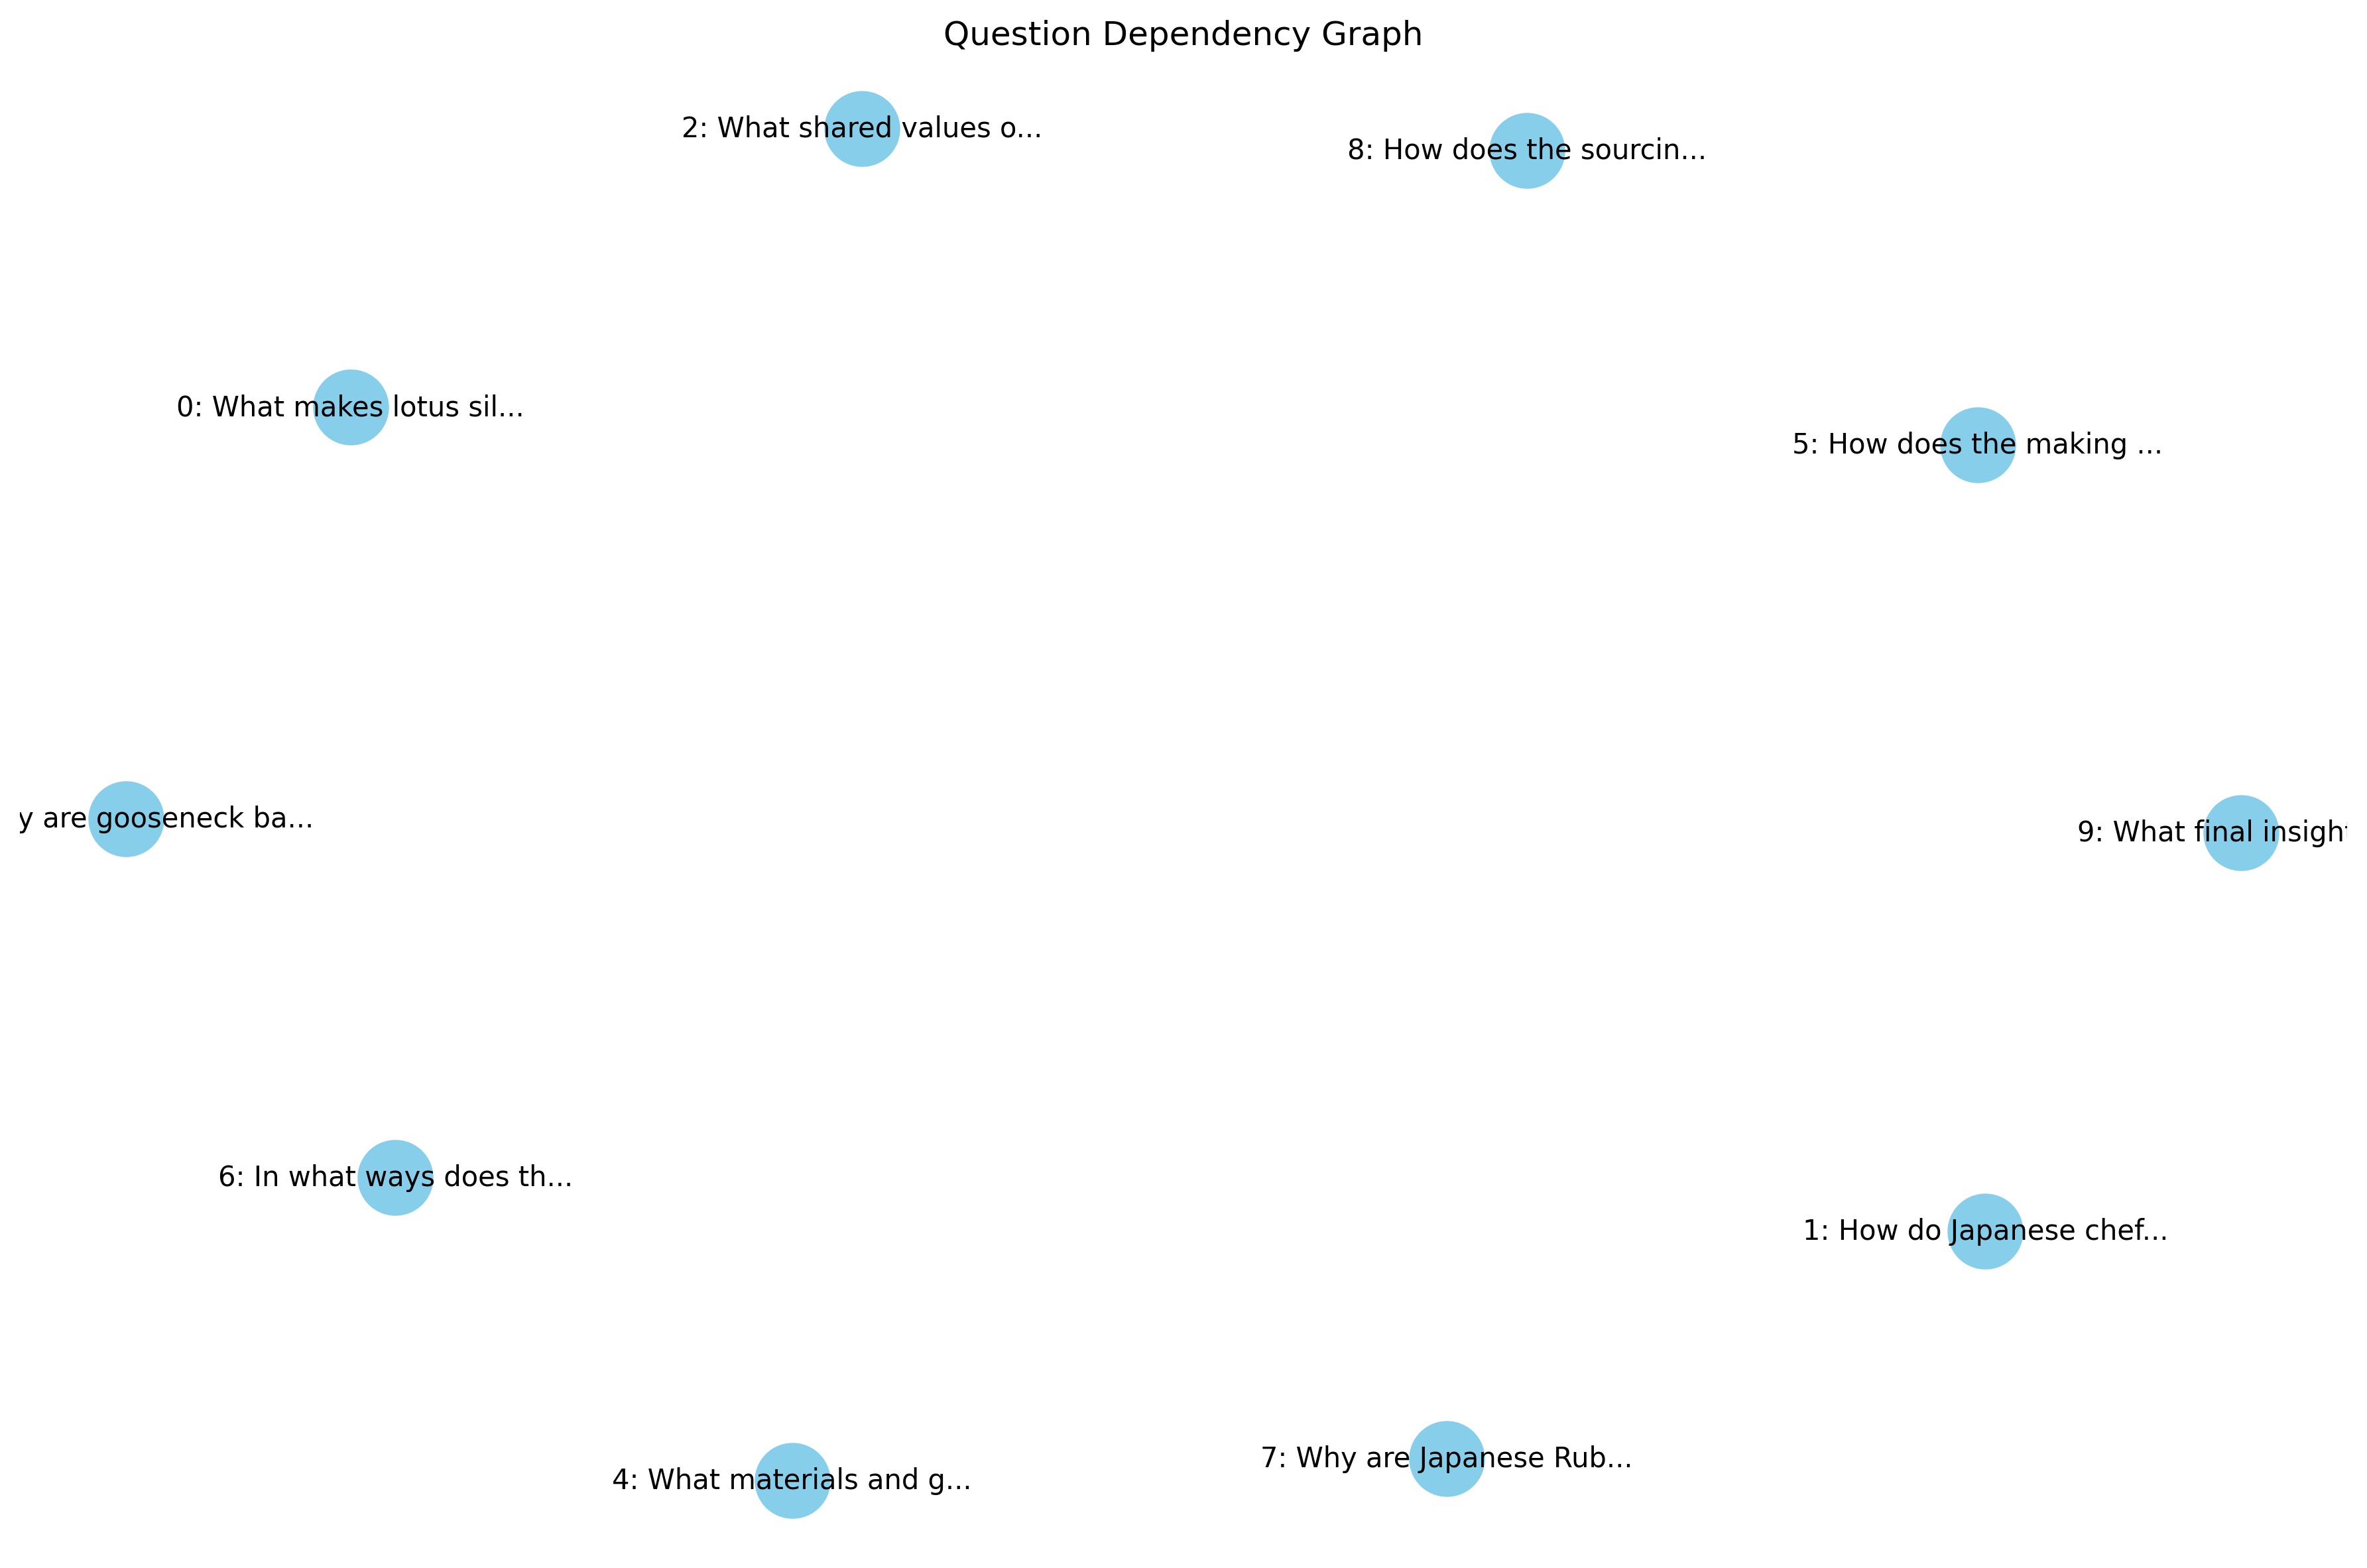 Question Dependency Graph
2: What shared values o...
8: How does the sourcin...
0: What makes lotus sil...
5: How does the making ...
y are gooseneck ba...
9: What final insigh
6: In what ways does th...
1: How do Japanese chef...
7: Why are Japanese Rub...
4: What materials and g...